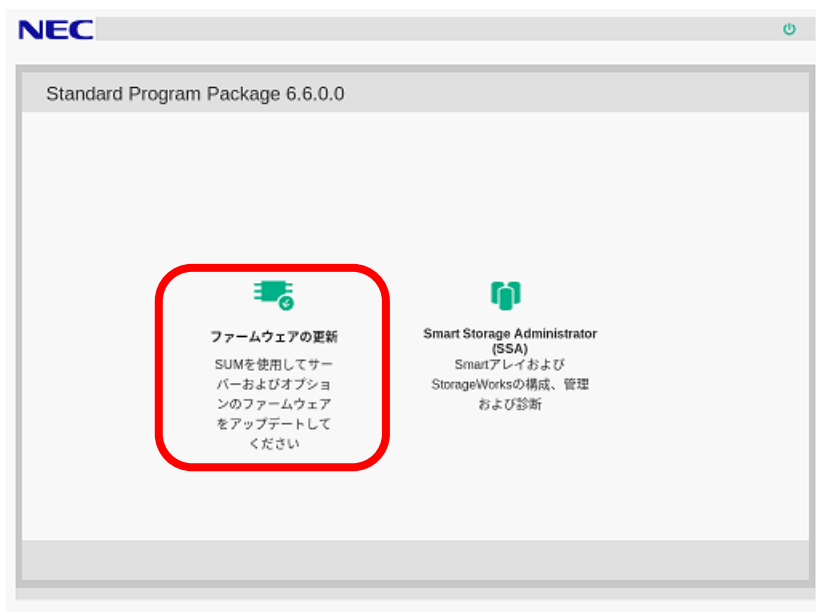 NEC
Standard Program Package 6.6.0.0
ファームウェアの更新
SUMを使用してサー
バーおよびオプショ
ンのファームウェア
をアップデートして
ください
Smart Storage Administrator
(SSA)
Smartアレイおよび
StorageWorksの構成、管理
および診断